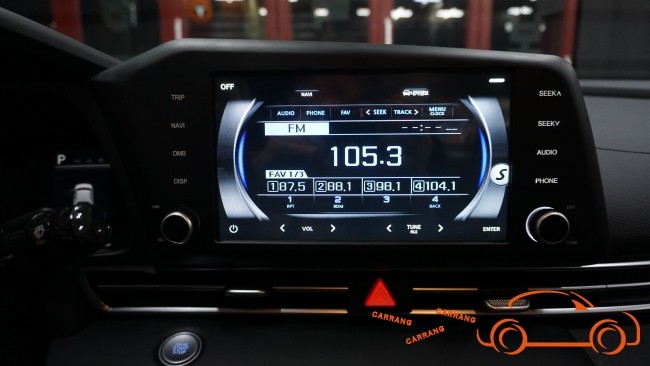 OFF
NAVI
TRIP
NAVI
DMB
DISP
SEEK∧
SEEK∨
AUDIO
PHONE
AUDIO PHONE FAV < SEEK TRACK > MENU
CLOCK
FM --:--
105.3
FAV 1/3
1 87.5 2 88.1 3 98.1 4 104.1
1 2 3 4
RPT RDM BACK
< VOL > < TUNE > ENTER
FILE
S
P
CARRANG
CARRANG
CARRANG